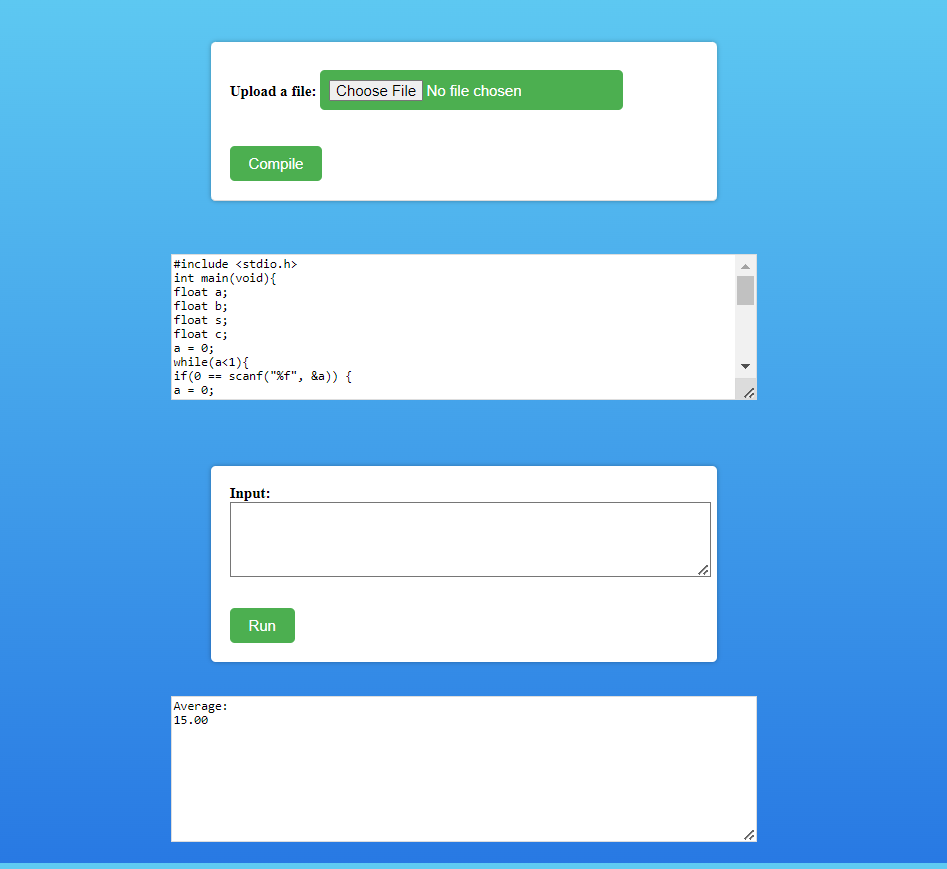 Upload a file: Choose File No file chosen
Compile
#include <stdio.h>
int main(void){
float a;
float b;
float s;
float c;
a = 0;
while(a<1){
if(0 == scanf("%f", &a)) {
a = 0;
Input:
Run
Average:
15.00